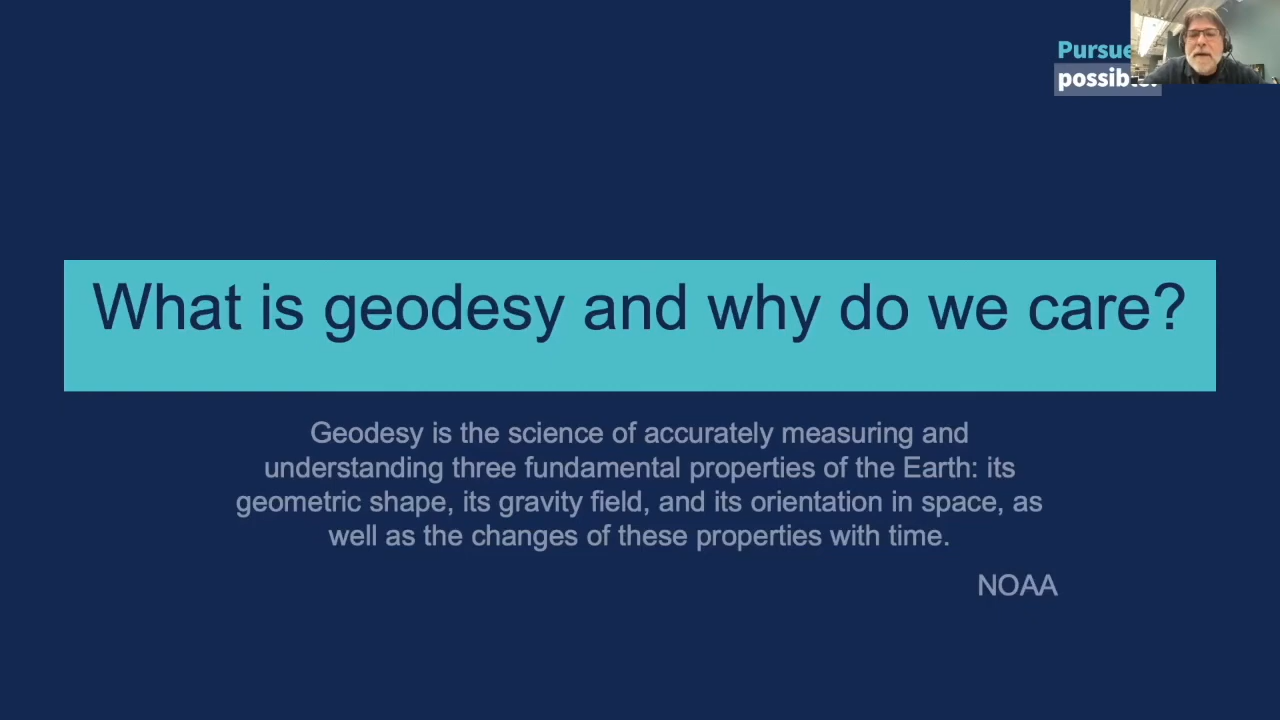 Pursue
What is geodesy and why do we care?
Geodesy is the science of accurately measuring and
understanding three fundamental properties of the Earth: its
geometric shape, its gravity field, and its orientation in space, as
well as the changes of these properties with time.
NOAA